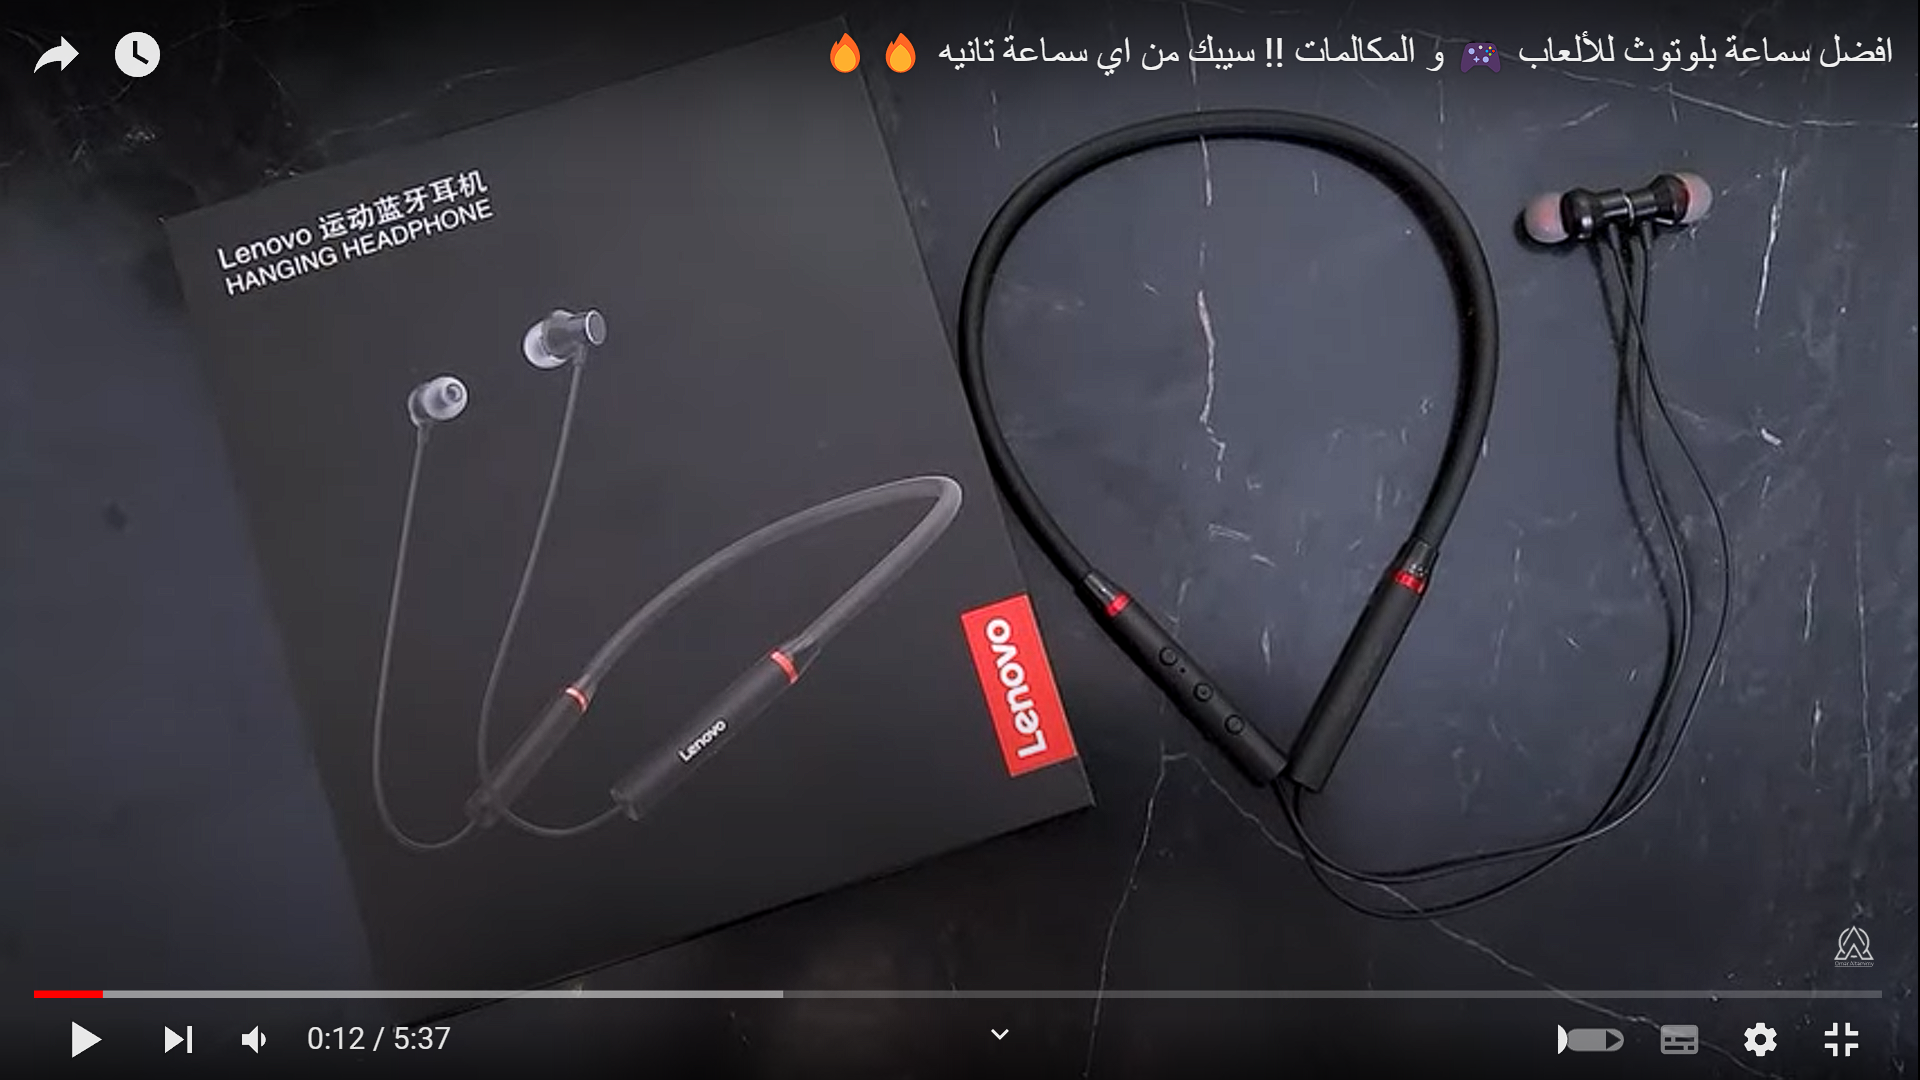 افضل سماعة بلوتوث للألعاب 🎮 و المكالمات !! سيبك من اي سماعة تانيه 🔥 🔥
Lenovo 运动蓝牙耳机
HANGING HEADPHONE
Lenovo
Lenovo
0:12 / 5:37